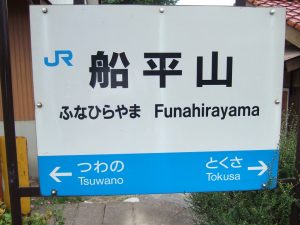 JR
船平山
ふなひらやま Funahirayama
← つわの とくさ →
Tsuwano Tokusa